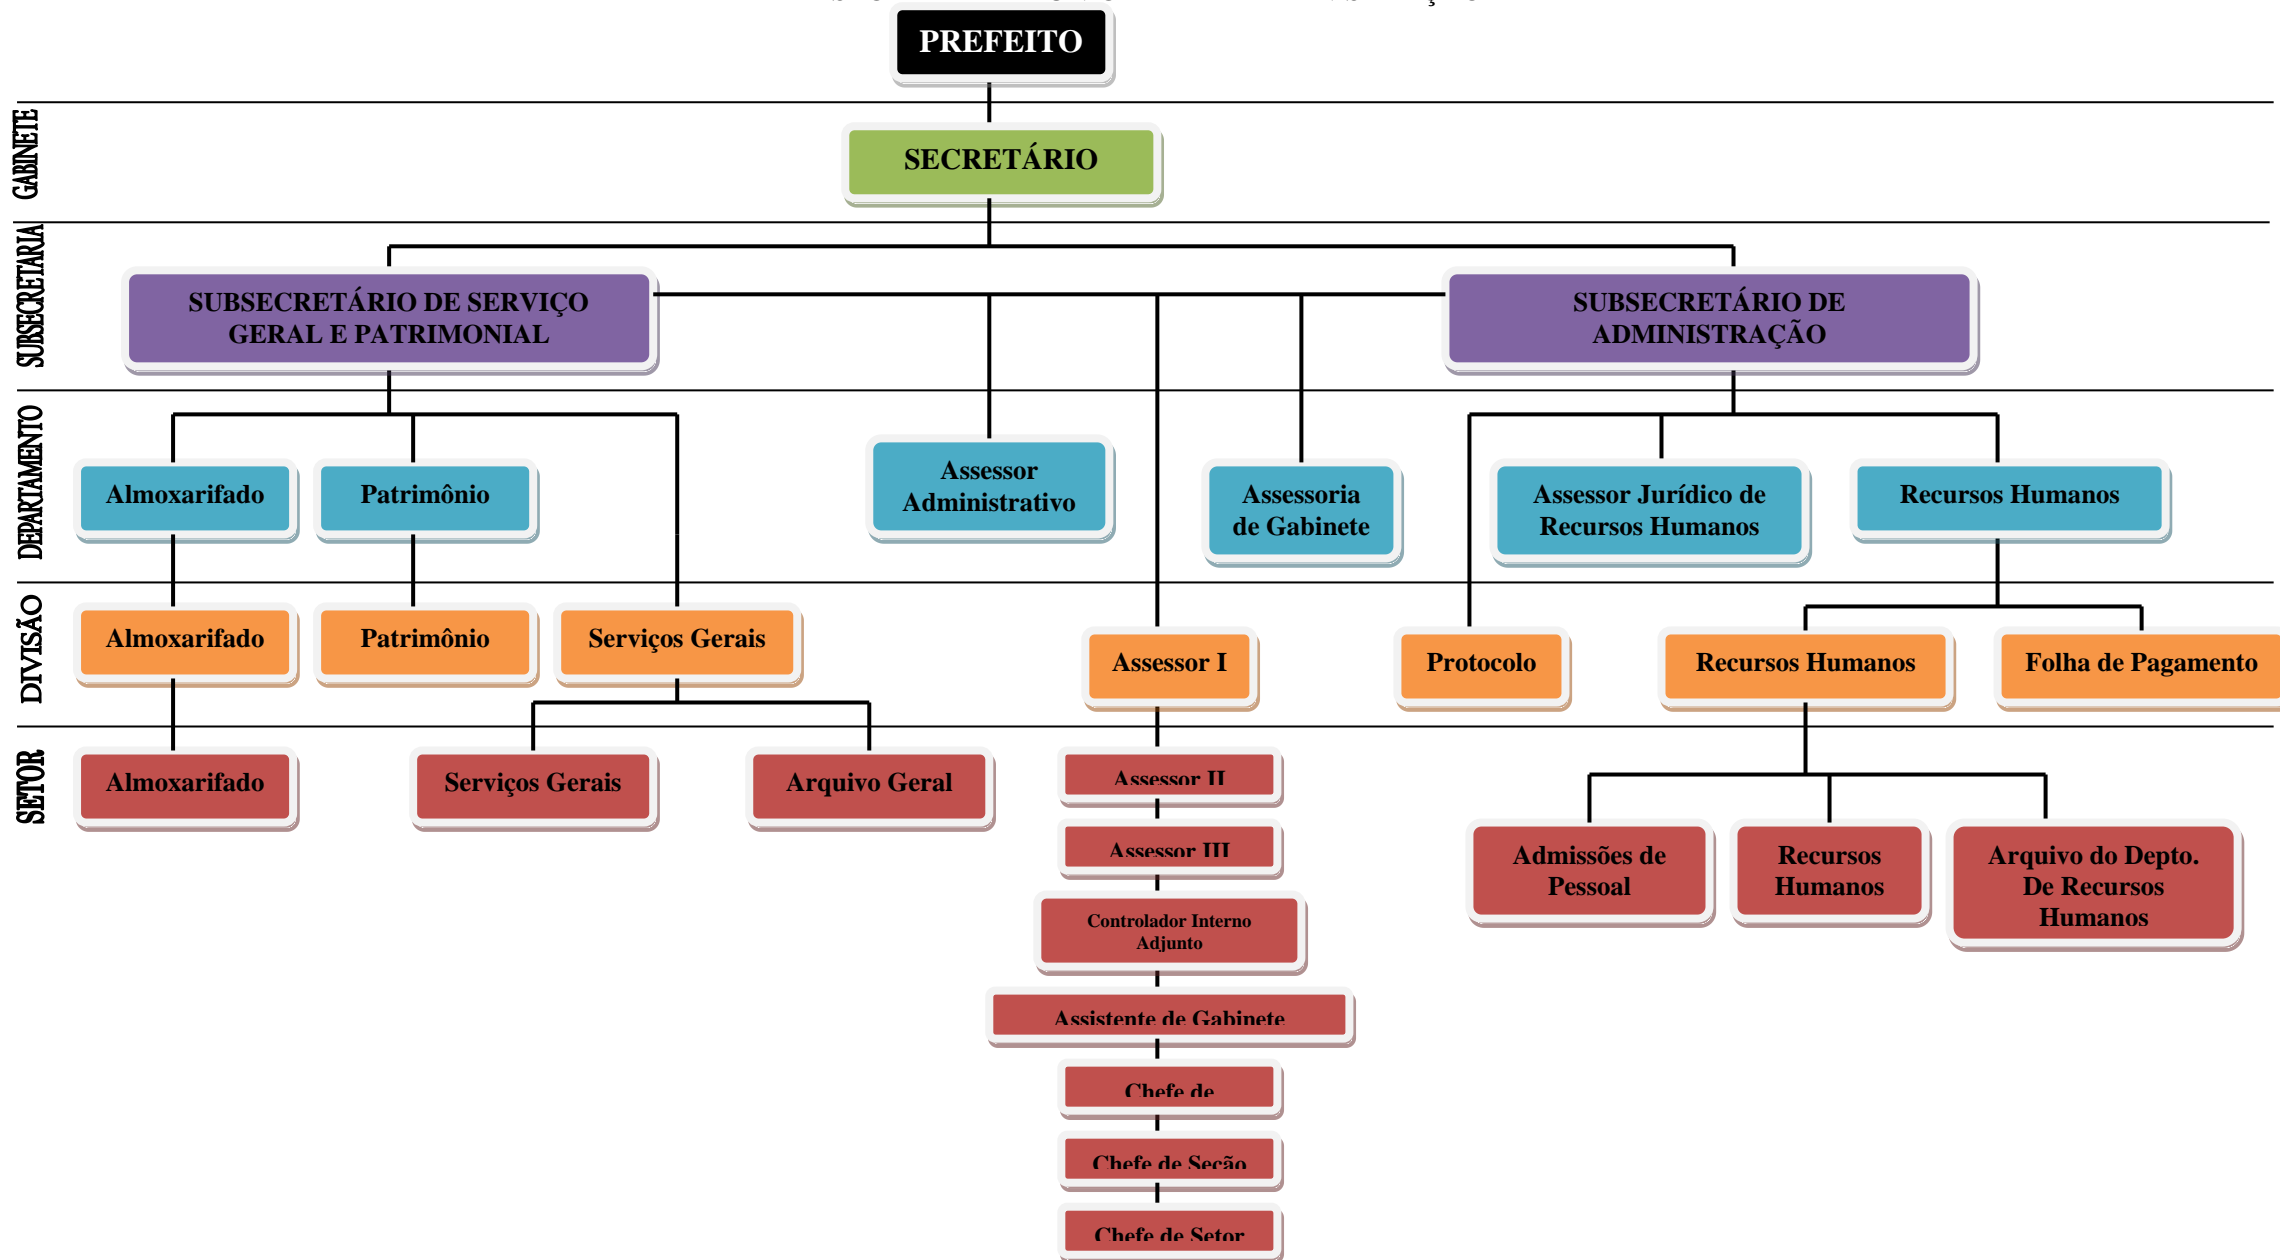 PREFEITO
GABINETE
SECRETÁRIO
SUBSECRETARIA
SUBSECRETÁRIO DE SERVIÇO
GERAL E PATRIMONIAL
SUBSECRETÁRIO DE
ADMINISTRAÇÃO
DEPARTAMENTO
Almoxarifado
Patrimônio
Assessor
Administrativo
Assessoria
de Gabinete
Assessor Jurídico de
Recursos Humanos
Recursos Humanos
DIVISÃO
Almoxarifado
Patrimônio
Serviços Gerais
Assessor I
Protocolo
Recursos Humanos
Folha de Pagamento
SETOR
Almoxarifado
Serviços Gerais
Arquivo Geral
Assessor II
Assessor III
Controlador Interno
Adjunto
Assistente de Gabinete
Chefe de
Chefe de Seção
Chefe de Setor
Admissões de
Pessoal
Recursos
Humanos
Arquivo do Depto.
De Recursos
Humanos